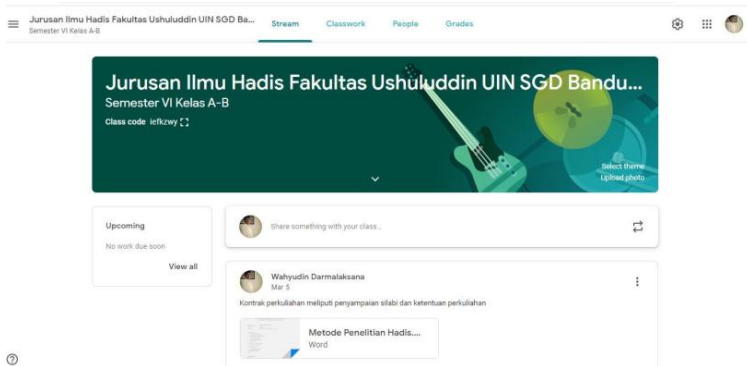 Jurusan Ilmu Hadis Fakultas Ushuluddin UIN SGD Ba...
Semester VI Kelas A-B
Stream
Classwork
People
Grades
Jurusan Ilmu Hadis Fakultas Ushuluddin UIN SGD Bandu...
Semester VI Kelas A-B
Class code iefkzwy
Select theme
Upload photo
Upcoming
No work due soon
View all
Share something with your class...
Wahyudin Darmalaksana
Mar 5
Kontrak perkuliahan meliputi penyampaian silabi dan ketentuan perkuliahan
Metode Penelitian Hadis....
Word